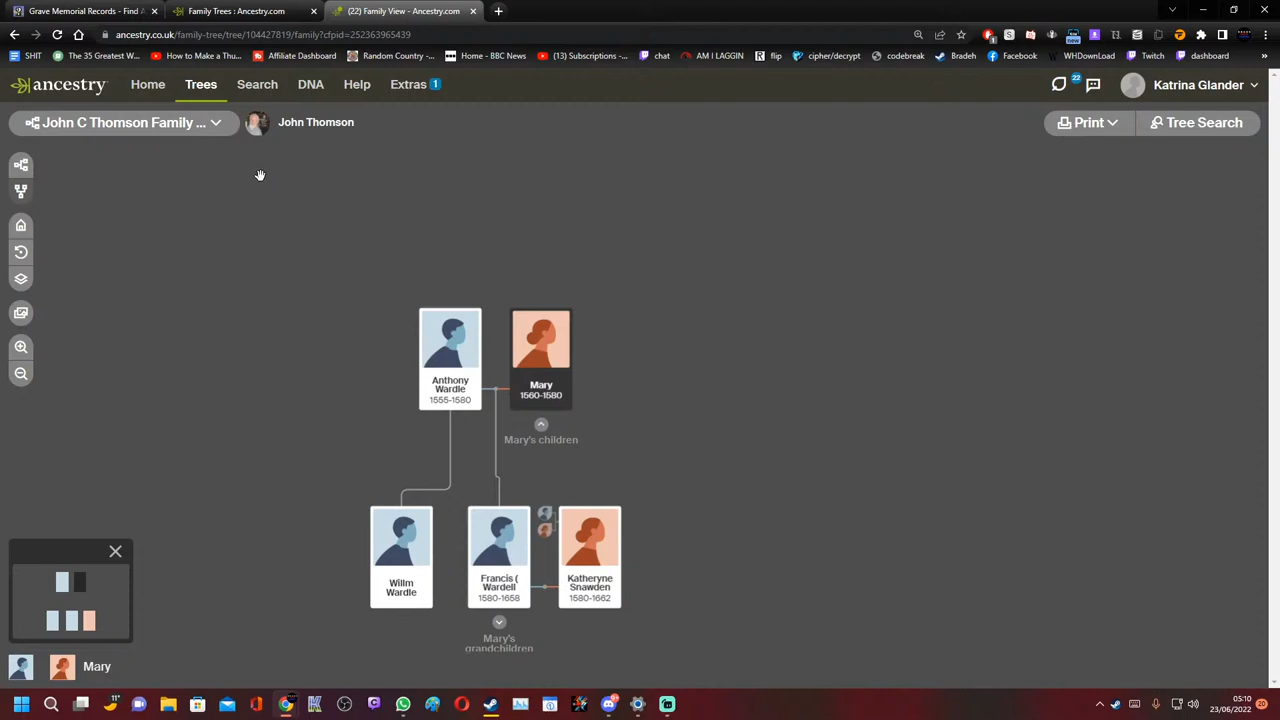 Grave Memorial Records - Find A
Family Trees : Ancestry.com
(22) Family View - Ancestry.com
ancestry.co.uk/family-tree/tree/104427819/family?cfpid=252363965439
SHIT
The 35 Greatest W...
How to Make a Thu...
Affiliate Dashboard
Random Country -...
Home - BBC News
(13) Subscriptions -...
chat
AM I LAGGIN
flip
cipher/decrypt
codebreak
Facebook
Bradeh
WHDownLoad
Twitch
dashboard
ancestry
Home
Trees
Search
DNA
Help
Extras 1
22
Katrina Glander
John C Thomson Family ...
John Thomson
Print
Tree Search
Anthony
Wardle
1555-1580
Mary
1560-1580
Mary's children
Willm
Wardle
Francis (
Wardell
1580-1658
Katheryne
Snawden
1580-1662
Mary's
grandchildren
Mary
11°
05:10
23/06/2022
20